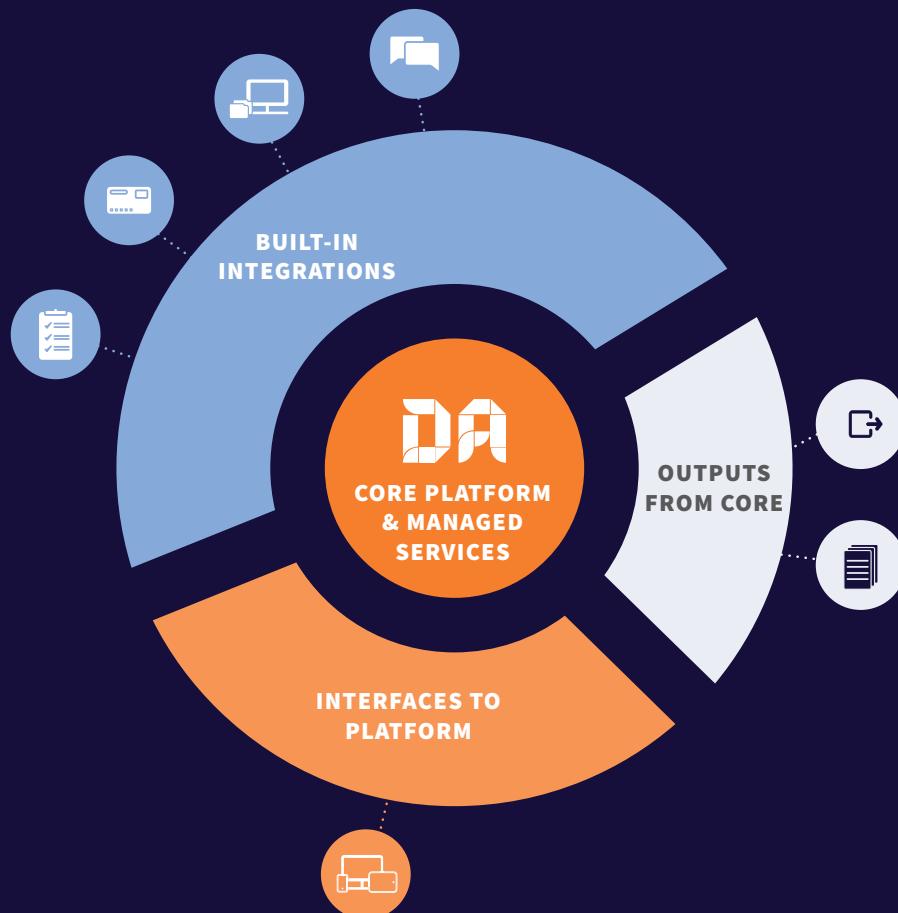 BUILT-IN
INTEGRATIONS
DA
CORE PLATFORM
& MANAGED
SERVICES
OUTPUTS
FROM CORE
INTERFACES TO
PLATFORM